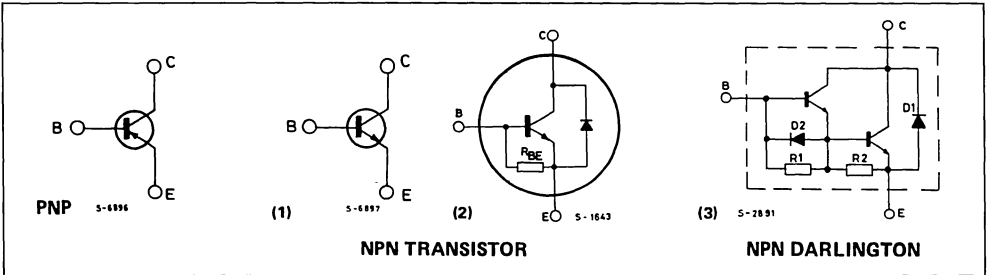 C
B
E
PNP
S-6896
C
B
E
(1)
S-6897
C
B
RBE
E
(2)
S-1643
C
B
D1
D2
R1
R2
E
(3)
S-2891
NPN TRANSISTOR
NPN DARLINGTON